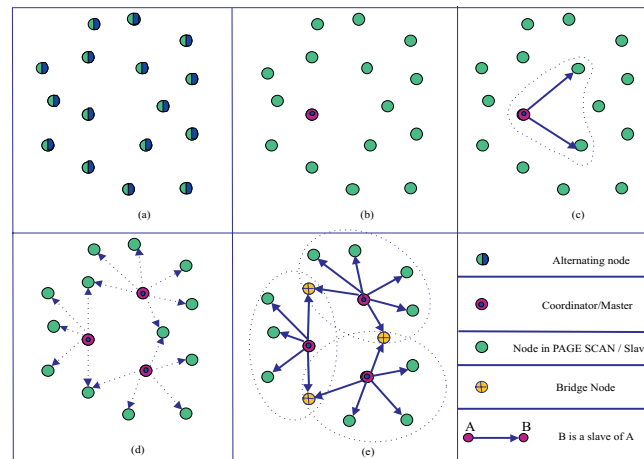 (a)
(b)
(c)
(d)
(e)
Alternating node
Coordinator/Master
Node in PAGE SCAN / Slav
Bridge Node
A B
B is a slave of A